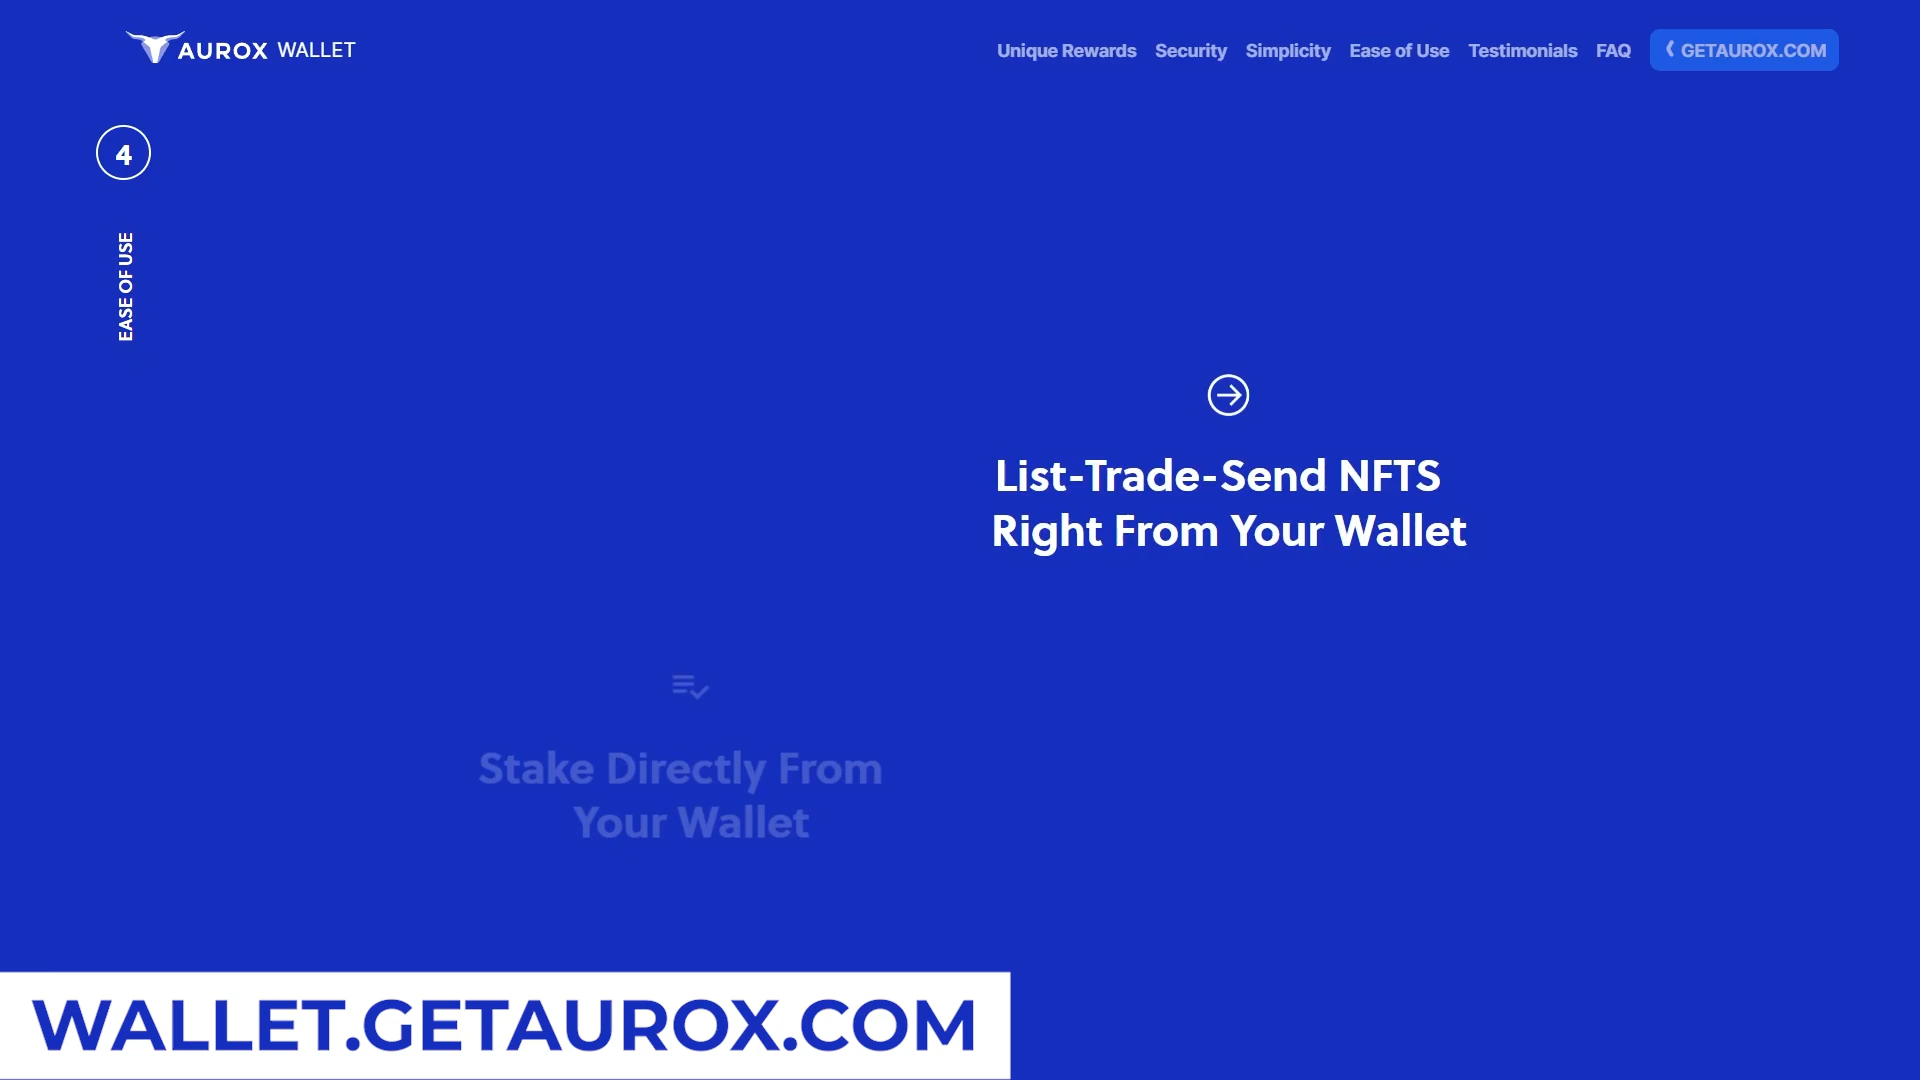 AUROX WALLET
Unique Rewards Security Simplicity Ease of Use Testimonials FAQ GETAUROX.COM
4
EASE OF USE
List-Trade-Send NFTS
Right From Your Wallet
Stake Directly From
Your Wallet
WALLET.GETAUROX.COM